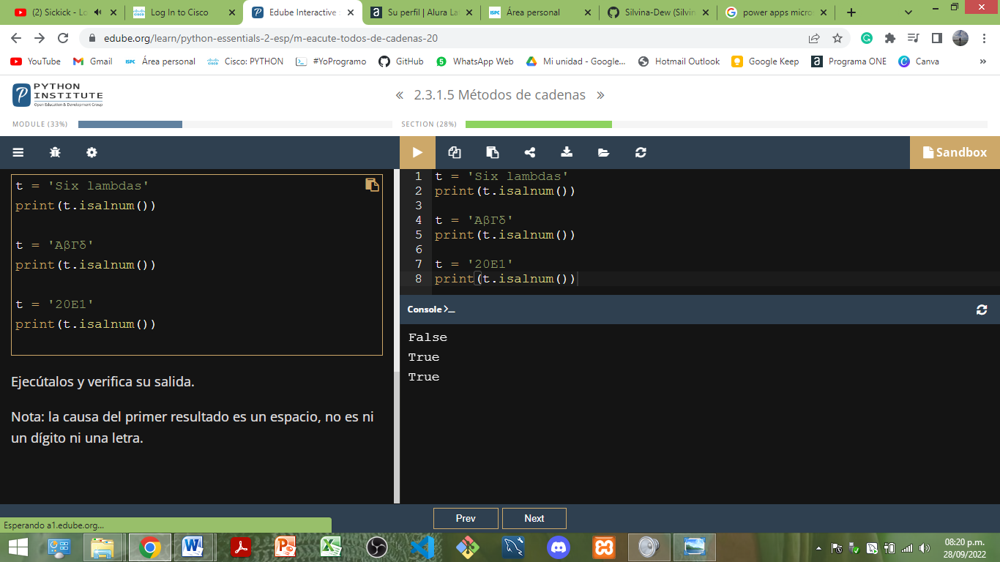 (2) Sickick - Lo
Log In to Cisco
Edube Interactive
Su perfil | Alura La
Área personal
Silvina-Dew (Silvin
power apps micros
edube.org/learn/python-essentials-2-esp/m-eacute-todos-de-cadenas-20
YouTube
Gmail
Área personal
Cisco: PYTHON
#YoProgramo
GitHub
WhatsApp Web
Mi unidad - Google...
Hotmail Outlook
Google Keep
Programa ONE
Canva
»
PYTHON
INSTITUTE
Open Education & Development Group
« 2.3.1.5 Métodos de cadenas »
MODULE (33%)
SECTION (28%)
Sandbox
t = 'Six lambdas'
print(t.isalnum())
t = 'ΑβΓδ'
print(t.isalnum())
t = '20E1'
print(t.isalnum())
Ejecútalos y verifica su salida.
Nota: la causa del primer resultado es un espacio, no es ni
un dígito ni una letra.
1 t = 'Six lambdas'
2 print(t.isalnum())
3
4 t = 'ΑβΓδ'
5 print(t.isalnum())
6
7 t = '20E1'
8 print(t.isalnum())
Console
False
True
True
Prev
Next
Esperando a1.edube.org...
08:20 p.m.
28/09/2022